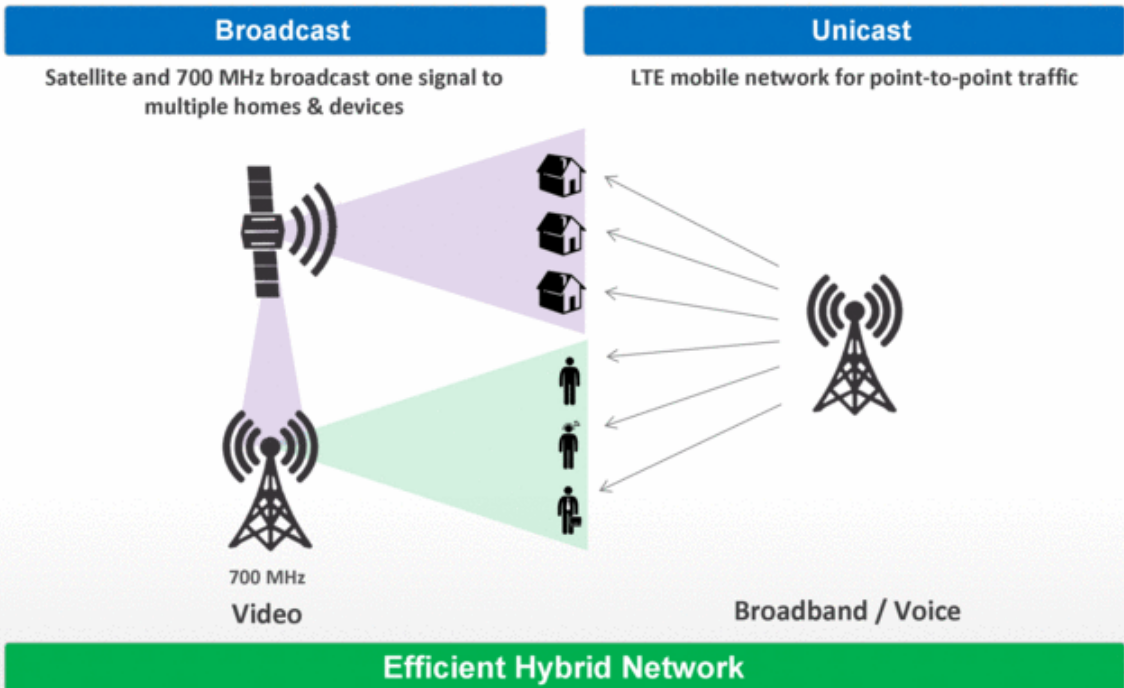 Broadcast
Unicast
Satellite and 700 MHz broadcast one signal to
multiple homes & devices
LTE mobile network for point-to-point traffic
700 MHz
Video
Broadband / Voice
Efficient Hybrid Network